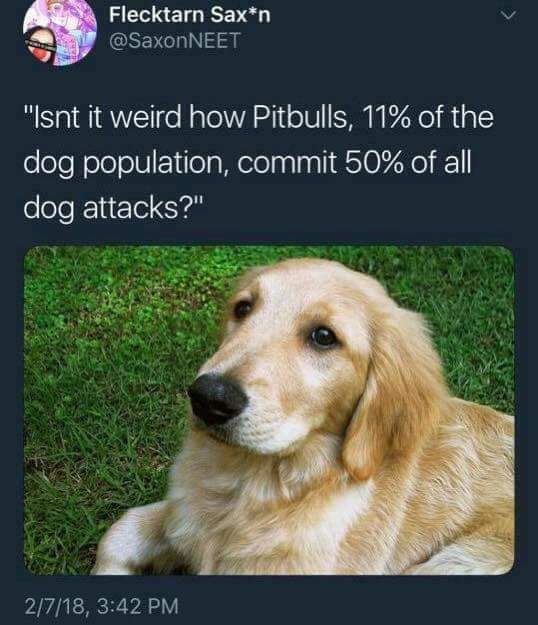 Flecktarn Sax*n
@SaxonNEET
"Isnt it weird how Pitbulls, 11% of the
dog population, commit 50% of all
dog attacks?"
2/7/18, 3:42 PM